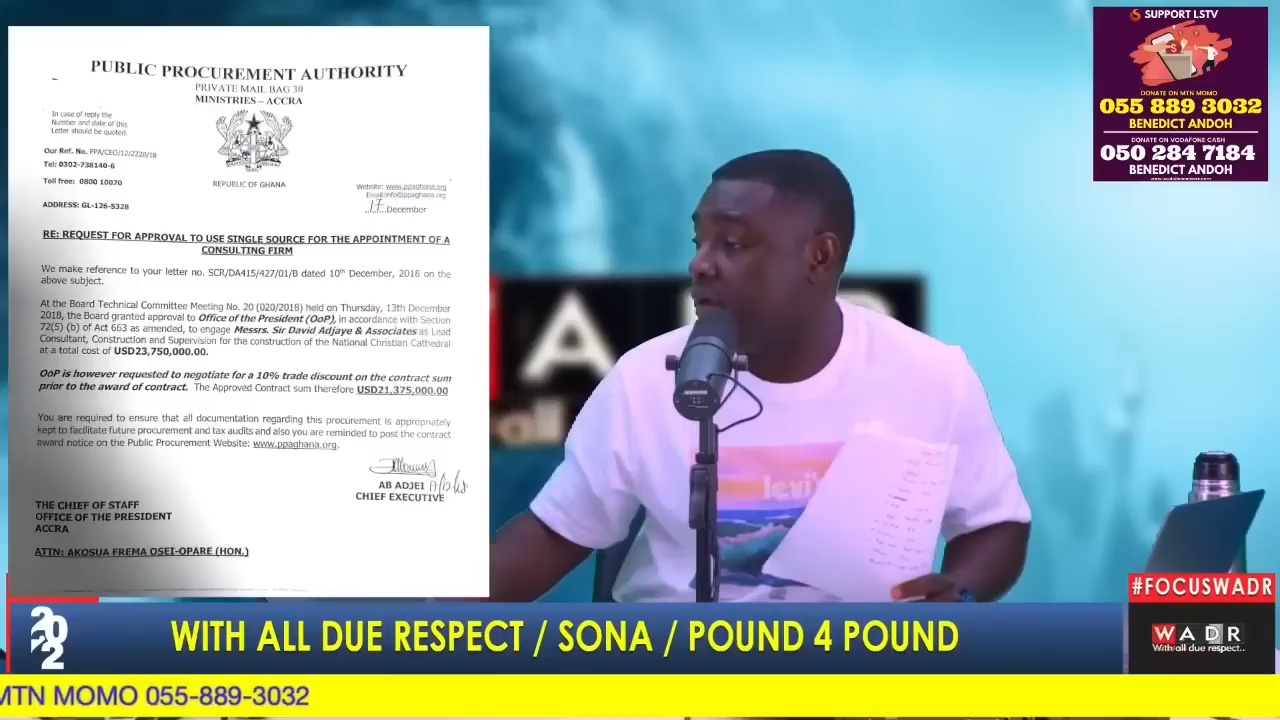 PUBLIC PROCUREMENT AUTHORITY
PRIVATE MAIL BAG 30
MINISTRIES – ACCRA
In case of reply the
Number and date of this
Letter should be quoted.
Our Ref. No. PPA/CEO/12/2220/18
Tel: 0302-738140-6
Toll free: 0800 10070
ADDRESS: GL-126-5328
REPUBLIC OF GHANA
Website: www.ppaghana.org
Email:info@ppaghana.org
17 December
RE: REQUEST FOR APPROVAL TO USE SINGLE SOURCE FOR THE APPOINTMENT OF A
CONSULTING FIRM
We make reference to your letter no. SCR/DA415/427/01/B dated 10th December, 2018 on the
above subject.
At the Board Technical Committee Meeting No. 20 (020/2018) held on Thursday, 13th December
2018, the Board granted approval to Office of the President (OoP), in accordance with Section
72(5) (b) of Act 663 as amended, to engage Messrs. Sir David Adjaye & Associates as Lead
Consultant, Construction and Supervision for the construction of the National Christian Cathedral
at a total cost of USD23,750,000.00.
OoP is however requested to negotiate for a 10% trade discount on the contract sum
prior to the award of contract. The Approved Contract sum therefore USD21,375,000.00
You are required to ensure that all documentation regarding this procurement is appropriately
kept to facilitate future procurement and tax audits and also you are reminded to post the contract
award notice on the Public Procurement Website: www.ppaghana.org.
AB ADJEI
CHIEF EXECUTIVE
THE CHIEF OF STAFF
OFFICE OF THE PRESIDENT
ACCRA
ATTN: AKOSUA FREMA OSEI-OPARE (HON.)
SUPPORT LSTV
DONATE ON MTN MOMO
055 889 3032
BENEDICT ANDOH
DONATE ON VODAFONE CASH
050 284 7184
BENEDICT ANDOH
levi's
#FOCUSWADR
WADR
With all due respect..
2022
WITH ALL DUE RESPECT / SONA / POUND 4 POUND
MTN MOMO 055-889-3032